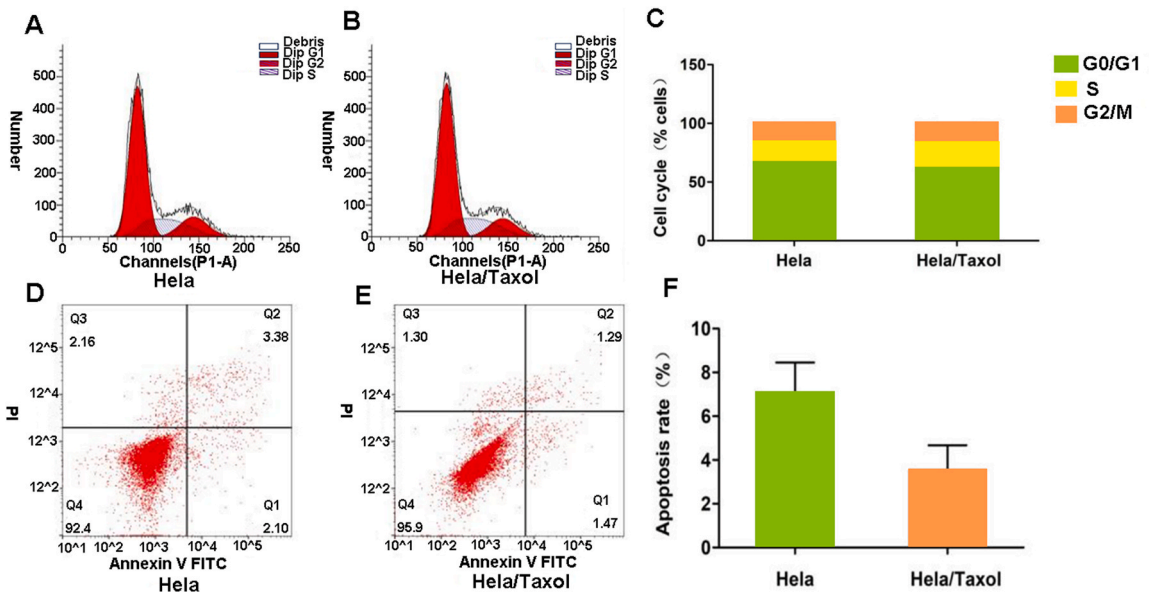 A
Debris
Dip G1
Dip G2
Dip S
Number
500
400
300
200
100
0
0 50 100 150 200 250
Channels(P1-A)
Hela
B
Debris
Dip G1
Dip G2
Dip S
Number
500
400
300
200
100
0
0 50 100 150 200 250
Channels(P1-A)
Hela/Taxol
C
G0/G1
S
G2/M
Cell cycle (% cells)
150
100
50
0
Hela Hela/Taxol
D
Q3
2.16
Q2
3.38
12^5
12^4
12^3
12^2
PI
Q4
92.4
Q1
2.10
10^1 10^2 10^3 10^4 10^5
Annexin V FITC
Hela
E
Q3
1.30
Q2
1.29
12^5
12^4
12^3
12^2
PI
Q4
95.9
Q1
1.47
10^1 10^2 10^3 10^4 10^5
Annexin V FITC
Hela/Taxol
F
Apoptosis rate (%)
10
8
6
4
2
0
Hela Hela/Taxol